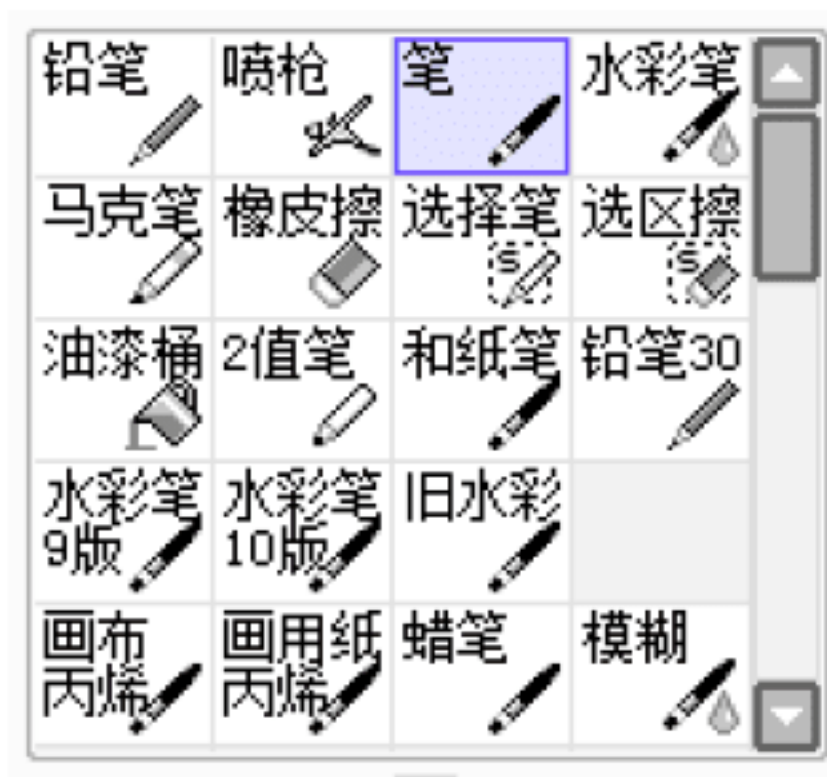 铅笔 喷枪 笔 水彩笔
马克笔 橡皮擦 选择笔 选区擦
油漆桶 2值笔 和纸笔 铅笔30
水彩笔 水彩笔 旧水彩
9版 10版
画布 画用纸 蜡笔 模糊
丙烯 丙烯